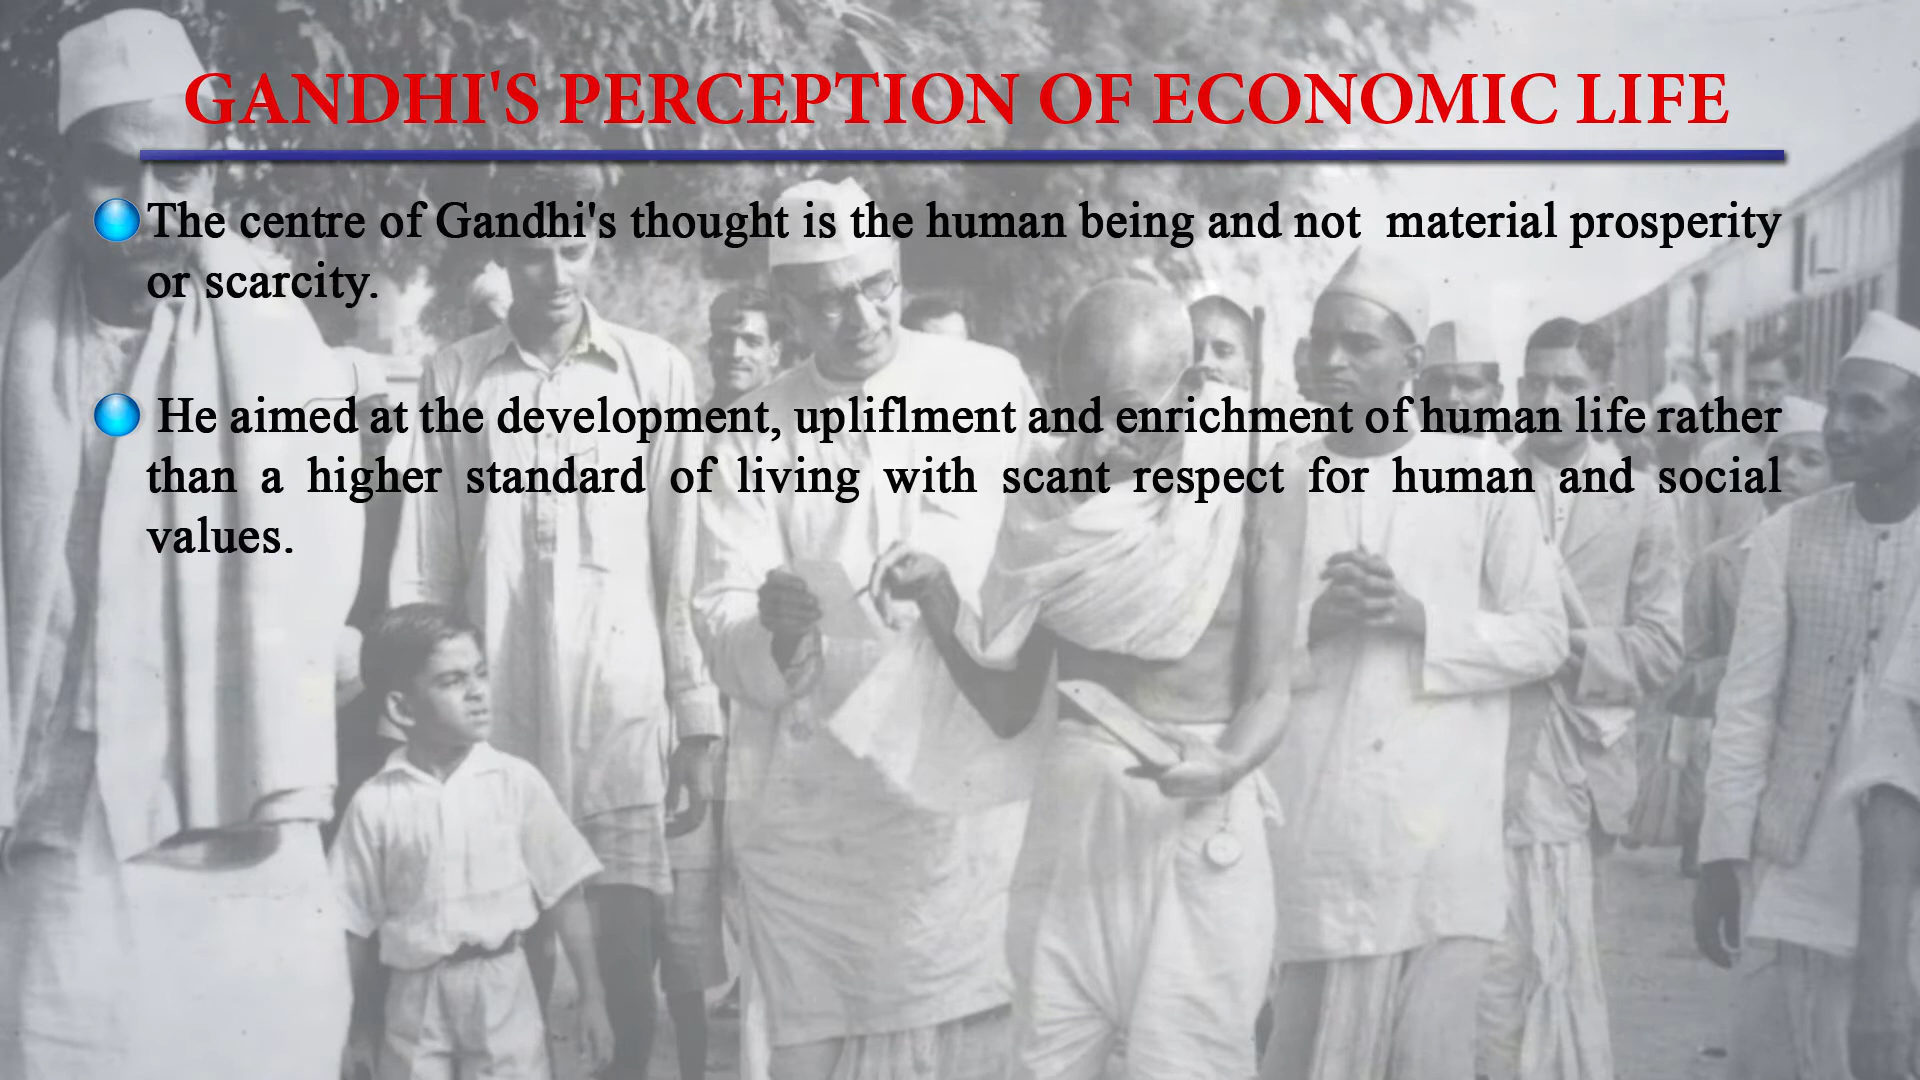 GANDHI'S PERCEPTION OF ECONOMIC LIFE
The centre of Gandhi's thought is the human being and not material prosperity
or scarcity.
He aimed at the development, upliflment and enrichment of human life rather
than a higher standard of living with scant respect for human and social
values.